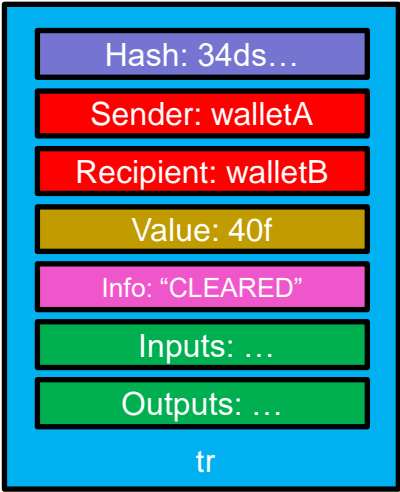 Hash: 34ds…
Sender: walletA
Recipient: walletB
Value: 40f
Info: “CLEARED”
Inputs: …
Outputs: …
tr